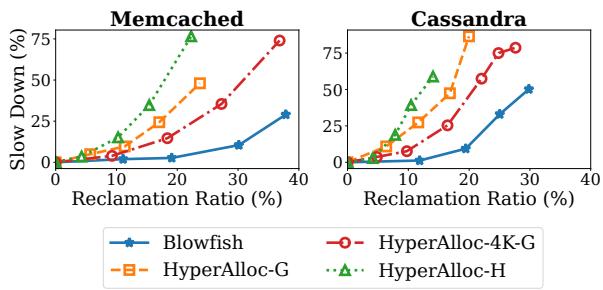 Memcached
Cassandra
Slow Down (%)
75
50
25
0
0
10
20
30
40
Reclamation Ratio (%)
75
50
25
0
0
10
20
30
40
Reclamation Ratio (%)
Blowfish
HyperAlloc-G
HyperAlloc-4K-G
HyperAlloc-H